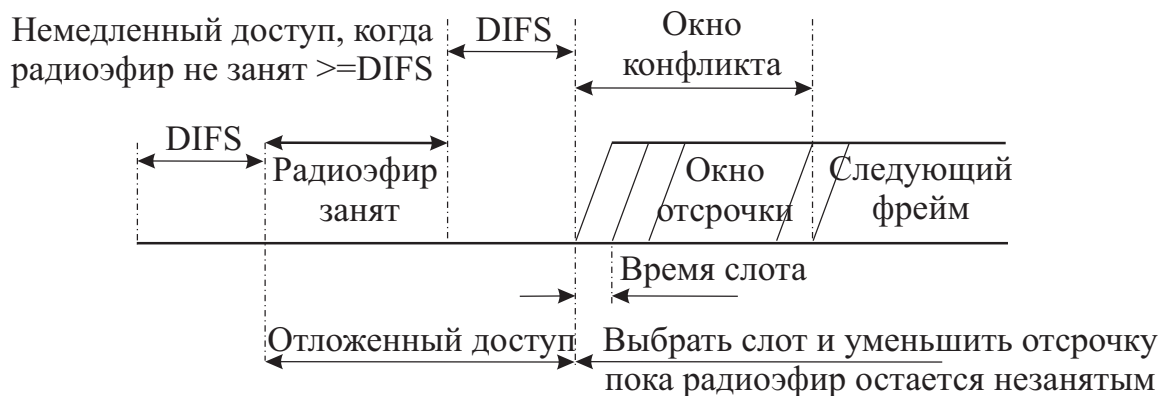 Немедленный доступ, когда
радиоэфир не занят >=DIFS
DIFS
Окно
конфликта
DIFS
Радиоэфир
занят
Окно
отсрочки
Следующий
фрейм
Время слота
Отложенный доступ
Выбрать слот и уменьшить отсрочку
пока радиоэфир остается незанятым